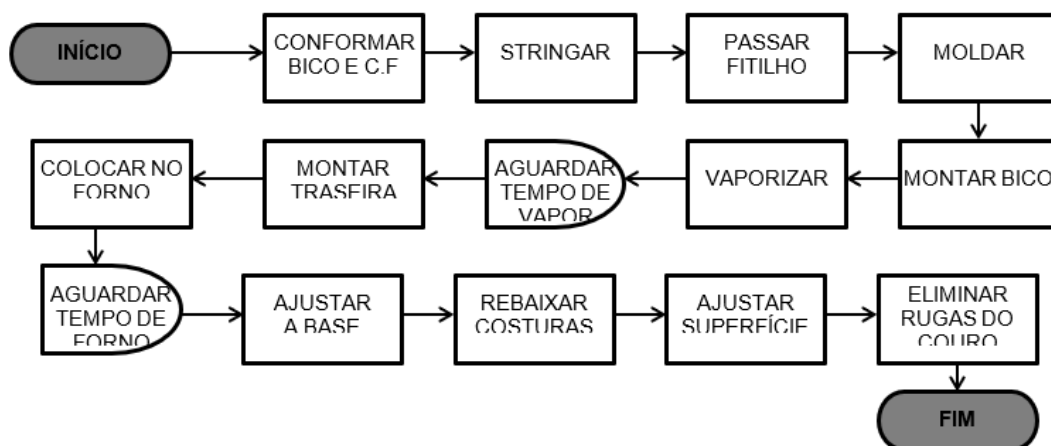 INÍCIO
CONFORMAR
BICO E C.F
STRINGAR
PASSAR
FITILHO
MOLDAR
MONTAR BICO
VAPORIZAR
AGUARDAR
TEMPO DE
VAPOR
MONTAR
TRASEIRA
COLOCAR NO
FORNO
AGUARDAR
TEMPO DE
FORNO
AJUSTAR
A BASE
REBAIXAR
COSTURAS
AJUSTAR
SUPERFÍCIE
ELIMINAR
RUGAS DO
COURO
FIM